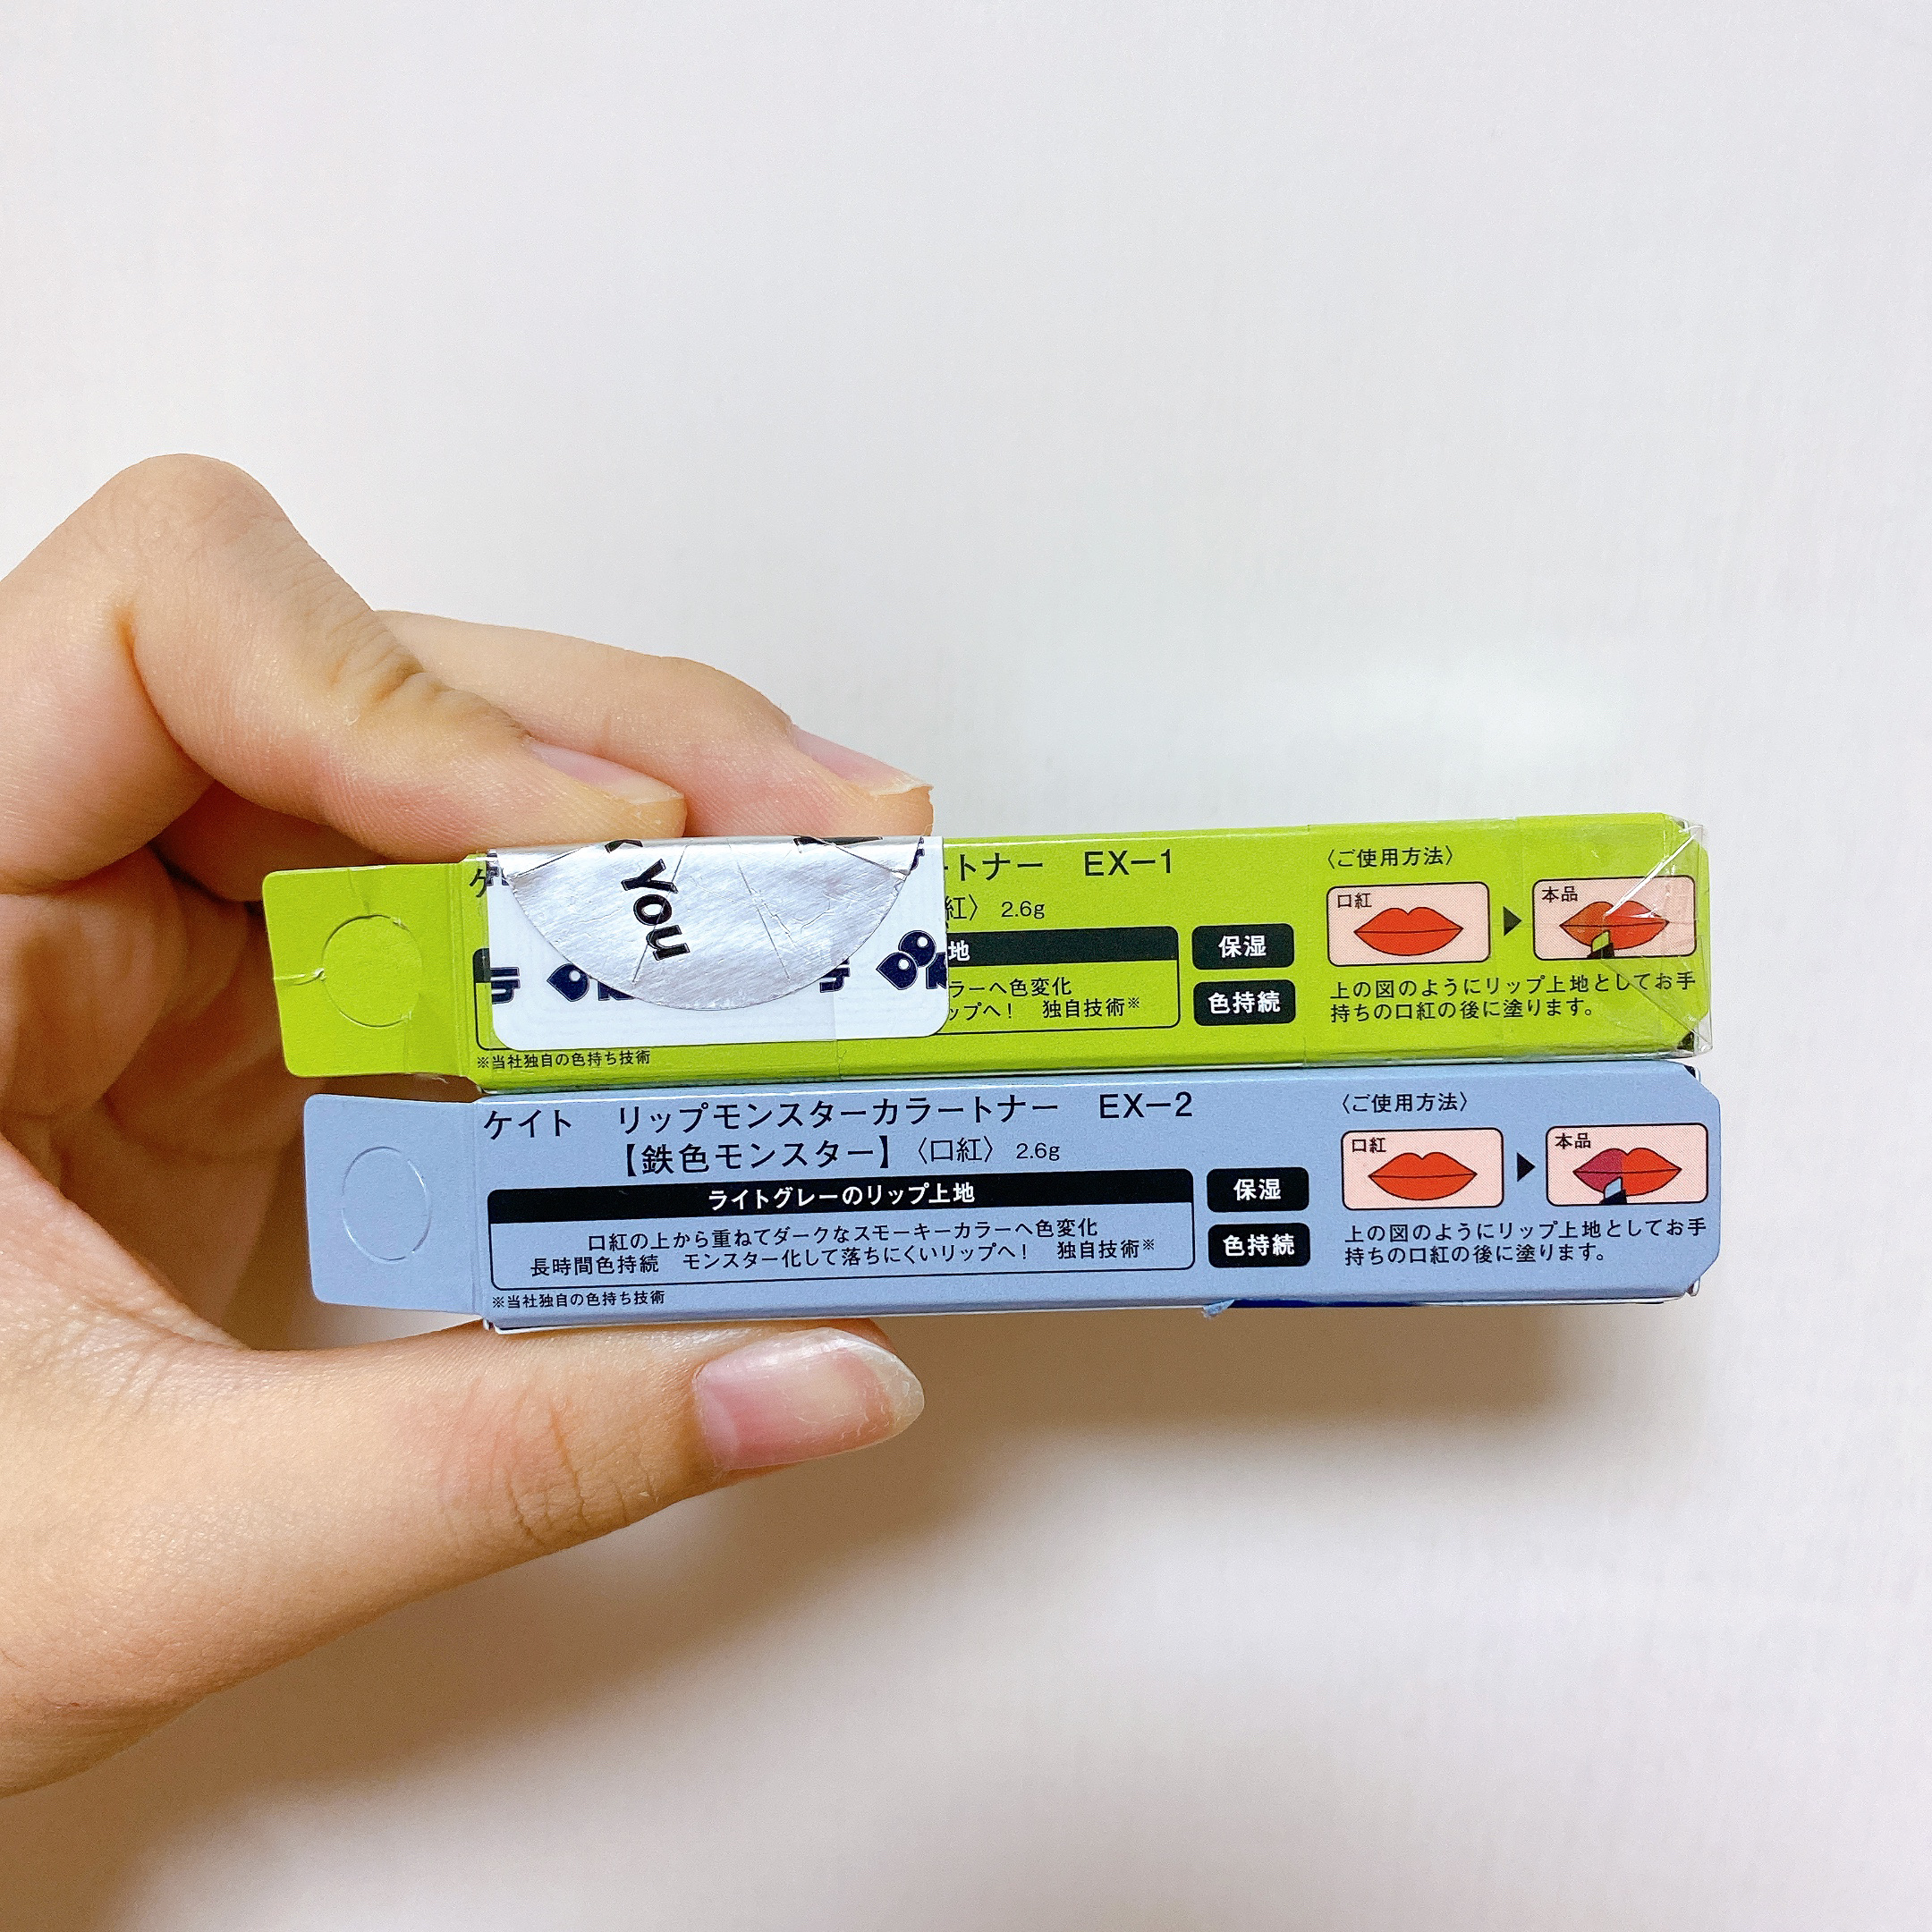 ートナー EX－1
紅〉 2.6g
地
ラーへ色変化
ップへ! 独自技術※
※当社独自の色持ち技術
保湿
色持続
〈ご使用方法〉
口紅
本品
上の図のようにリップ上地としてお手
持ちの口紅の後に塗ります。
You
ケイト リップモンスターカラートナー EX－2
【鉄色モンスター】〈口紅〉 2.6g
ライトグレーのリップ上地
口紅の上から重ねてダークなスモーキーカラーへ色変化
長時間色持続 モンスター化して落ちにくいリップへ! 独自技術※
※当社独自の色持ち技術
保湿
色持続
〈ご使用方法〉
口紅
本品
上の図のようにリップ上地としてお手
持ちの口紅の後に塗ります。